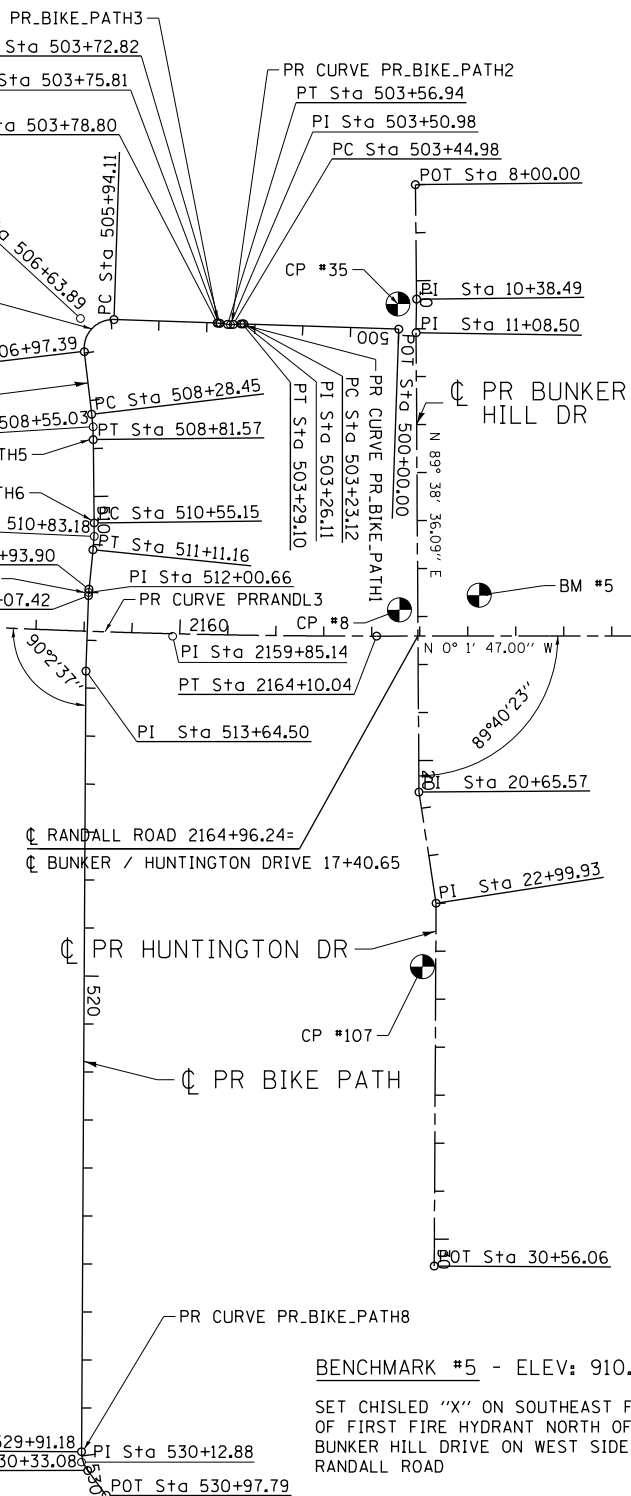 PR_BIKE_PATH3
Sta 503+72.82
Sta 503+75.81
Sta 503+78.80
PR CURVE PR_BIKE_PATH2
PT Sta 503+56.94
PI Sta 503+50.98
PC Sta 503+44.98
POT Sta 8+00.00
PC Sta 505+94.11
506+63.89
CP #35
10
PI Sta 10+38.49
PI Sta 11+08.50
06+97.39
500
POT Sta 500+00.00
℄ PR BUNKER
HILL DR
PC Sta 508+28.45
508+55.03
PT Sta 508+81.57
TH5
PT Sta 503+29.10
PI Sta 503+26.11
PC Sta 503+23.12
PR CURVE PR_BIKE_PATH1
N 89° 38' 36.09" E
TH6
PC Sta 510+55.15
510+83.18
PT Sta 511+11.16
+93.90
PI Sta 512+00.66
-07.42
PR CURVE PRRANDL3
CP #8
BM #5
2160
PI Sta 2159+85.14
N 0° 1' 47.00" W
PT Sta 2164+10.04
90°2'37"
PI Sta 513+64.50
89°40'23"
20
PI Sta 20+65.57
℄ RANDALL ROAD 2164+96.24=
℄ BUNKER / HUNTINGTON DRIVE 17+40.65
PI Sta 22+99.93
℄ PR HUNTINGTON DR
520
CP #107
℄ PR BIKE PATH
30
POT Sta 30+56.06
PR CURVE PR_BIKE_PATH8
BENCHMARK #5 - ELEV: 910.
SET CHISLED "X" ON SOUTHEAST F
OF FIRST FIRE HYDRANT NORTH OF
BUNKER HILL DRIVE ON WEST SIDE
RANDALL ROAD
529+91.18
PI Sta 530+12.88
30+33.08
530
POT Sta 530+97.79